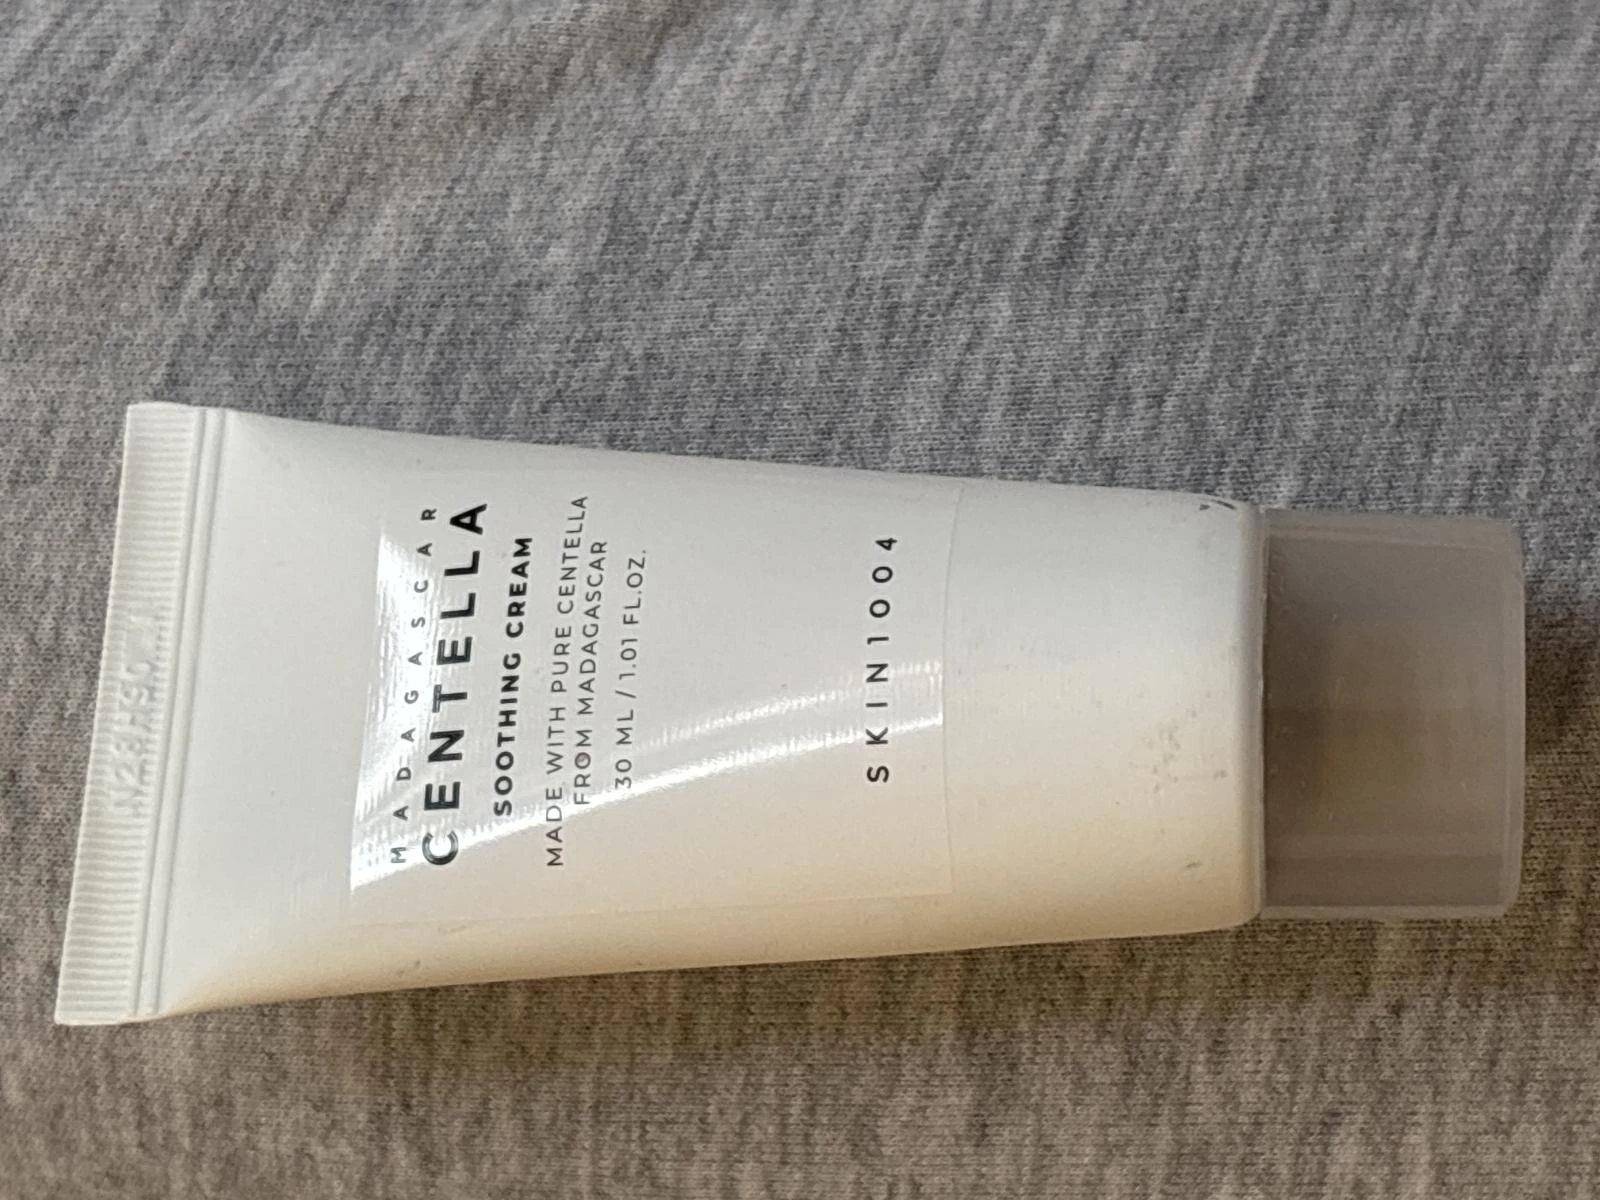 MADAGASCAR
CENTELLA
SOOTHING CREAM
MADE WITH PURE CENTELLA
FROM MADAGASCAR
30 ML / 1.01 FL.OZ.
SKIN1004